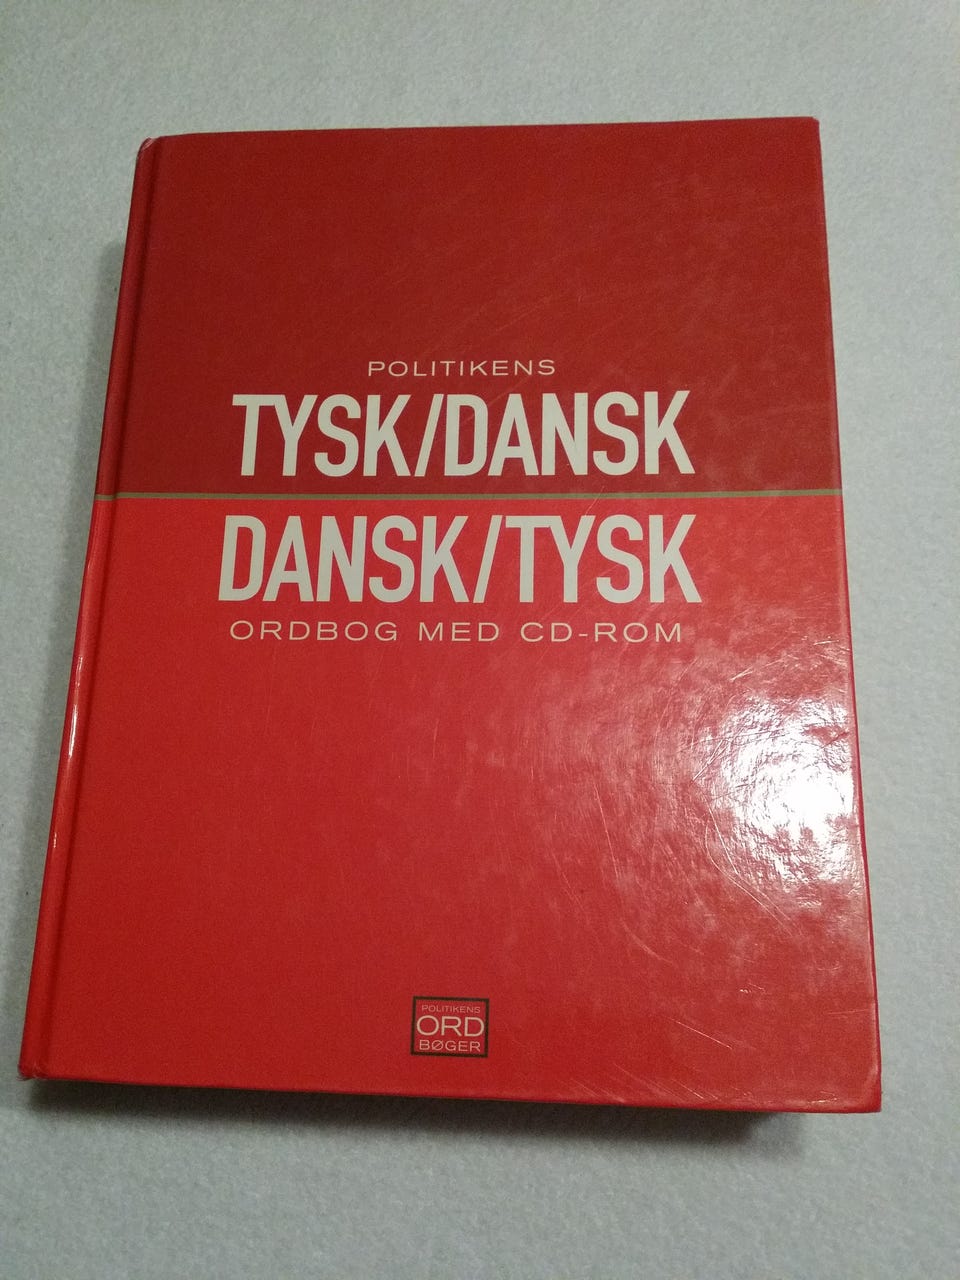 POLITIKENS
TYSK/DANSK
DANSK/TYSK
ORDBOG MED CD-ROM
POLITIKENS
ORD
BØGER